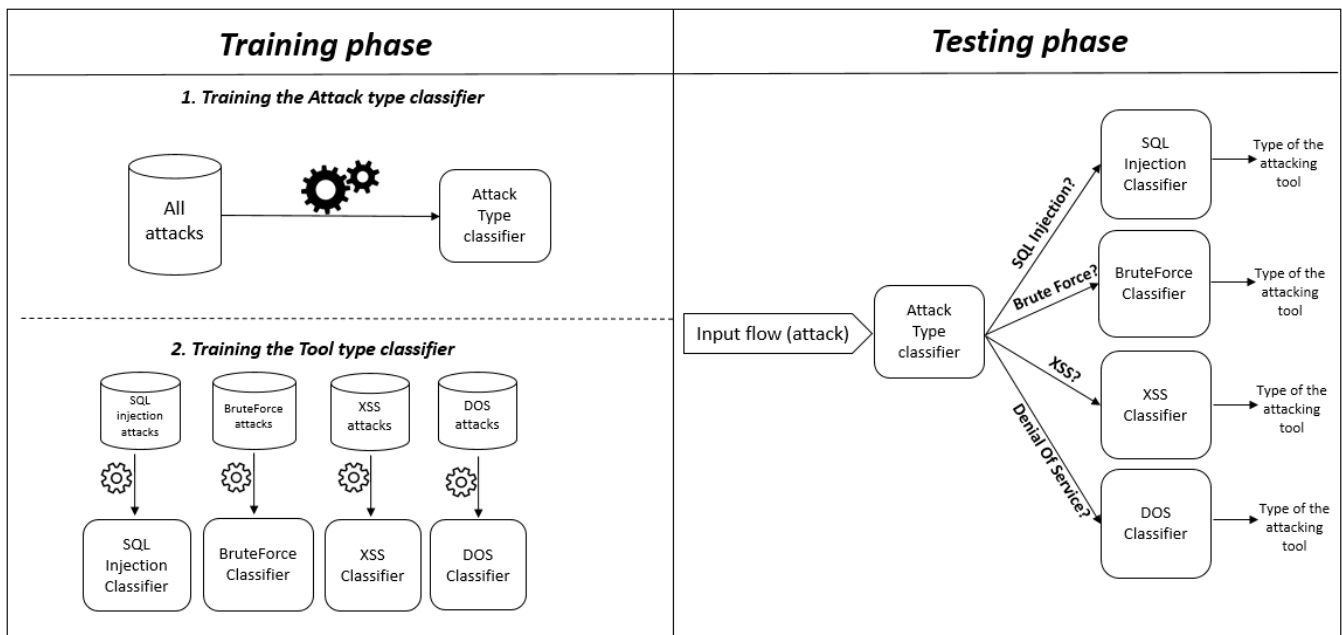 Training phase
1. Training the Attack type classifier
All
attacks
Attack
Type
classifier
2. Training the Tool type classifier
SQL
injection
attacks
BruteForce
attacks
XSS
attacks
DOS
attacks
SQL
Injection
Classifier
BruteForce
Classifier
XSS
Classifier
DOS
Classifier
Testing phase
Input flow (attack)
Attack
Type
classifier
SQL Injection?
SQL
Injection
Classifier
Type of the
attacking
tool
Brute Force?
BruteForce
Classifier
Type of the
attacking
tool
XSS?
XSS
Classifier
Type of the
attacking
tool
Denial Of Service?
DOS
Classifier
Type of the
attacking
tool